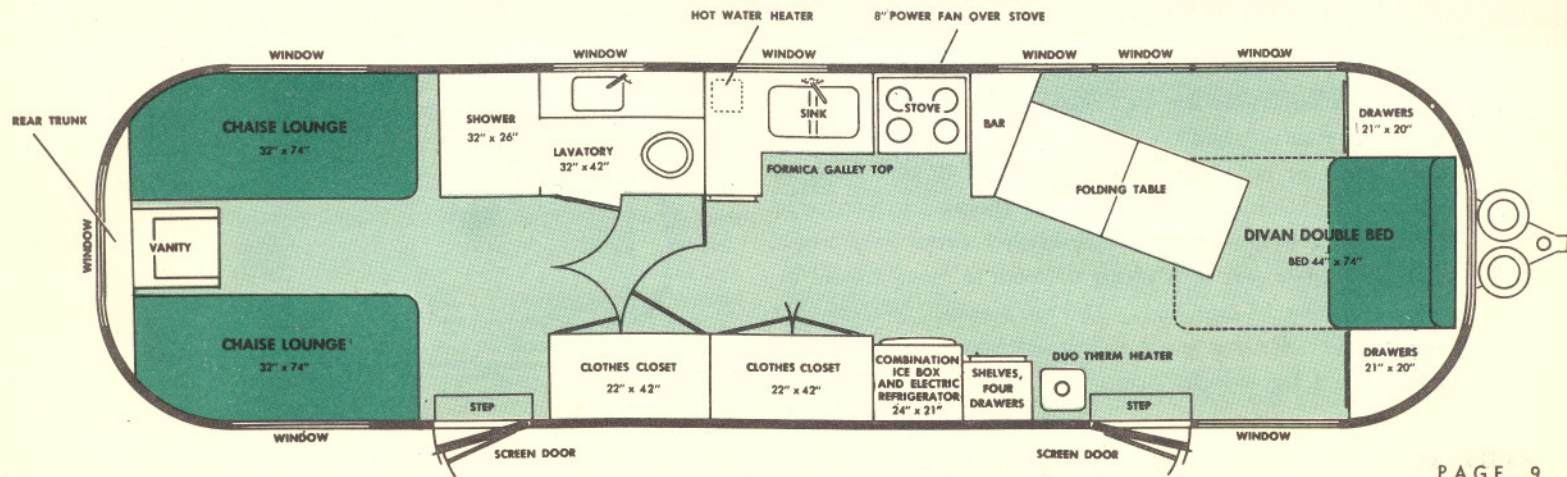 HOT WATER HEATER
8" POWER FAN OVER STOVE
WINDOW
WINDOW
WINDOW
WINDOW
WINDOW
WINDOW
REAR TRUNK
CHAISE LOUNGE
32" x 74"
SHOWER
32" x 26"
LAVATORY
32" x 42"
SINK
STOVE
BAR
DRAWERS
21" x 20"
FORMICA GALLEY TOP
FOLDING TABLE
WINDOW
VANITY
DIVAN DOUBLE BED
BED 44" x 74"
CHAISE LOUNGE
32" x 74"
CLOTHES CLOSET
22" x 42"
CLOTHES CLOSET
22" x 42"
COMBINATION
ICE BOX
AND ELECTRIC
REFRIGERATOR
24" x 21"
SHELVES,
FOUR
DRAWERS
DUO THERM HEATER
DRAWERS
21" x 20"
STEP
STEP
WINDOW
WINDOW
SCREEN DOOR
SCREEN DOOR
PAGE 9